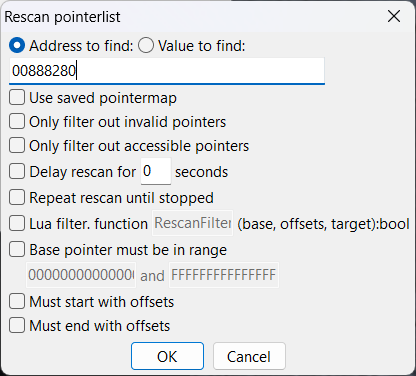 Rescan pointerlist
Address to find: Value to find:
00888280
Use saved pointermap
Only filter out invalid pointers
Only filter out accessible pointers
Delay rescan for 0 seconds
Repeat rescan until stopped
Lua filter. function RescanFilter (base, offsets, target):bool
Base pointer must be in range
0000000000000 and FFFFFFFFFFFFFFF
Must start with offsets
Must end with offsets
OK Cancel